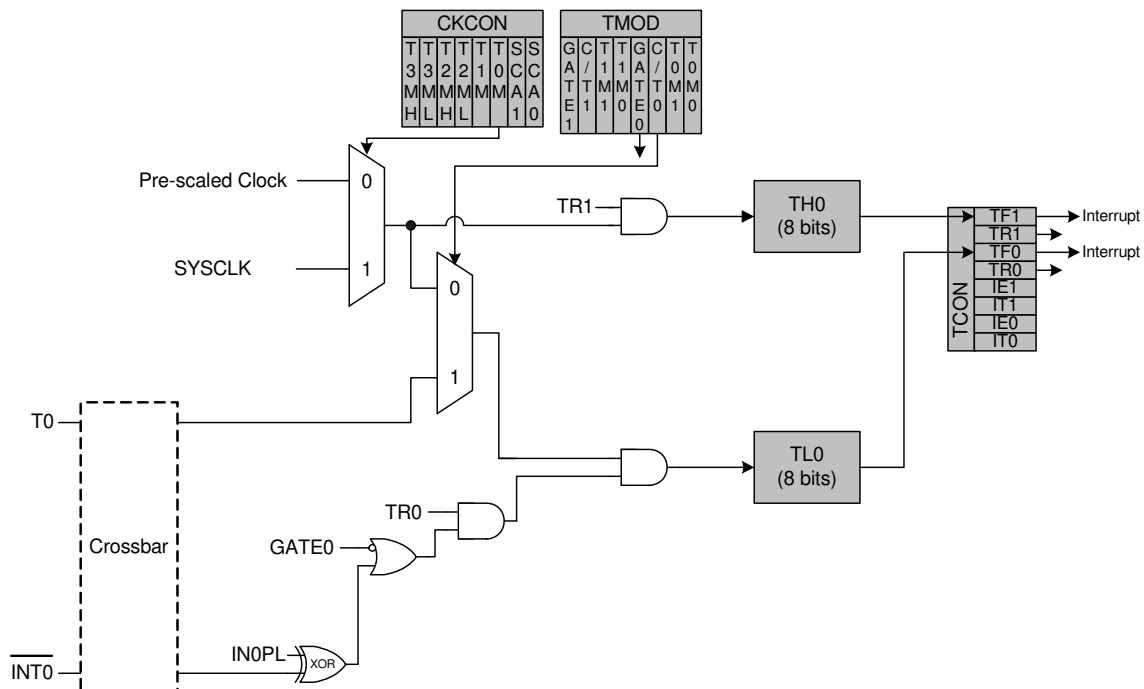 CKCON
TMOD
T3MH
T3ML
T2MH
T2ML
T1M
T0M
SCA1
SCA0
GATE1
C/T1
T1M1
T1M0
GATE0
C/T0
T0M1
T0M0
Pre-scaled Clock
0
SYSCLK
1
TR1
TH0
(8 bits)
TCON
TF1
TR1
TF0
TR0
IE1
IT1
IE0
IT0
Interrupt
Interrupt
0
1
T0
Crossbar
TL0
(8 bits)
TR0
GATE0
IN0PL
XOR
INT0